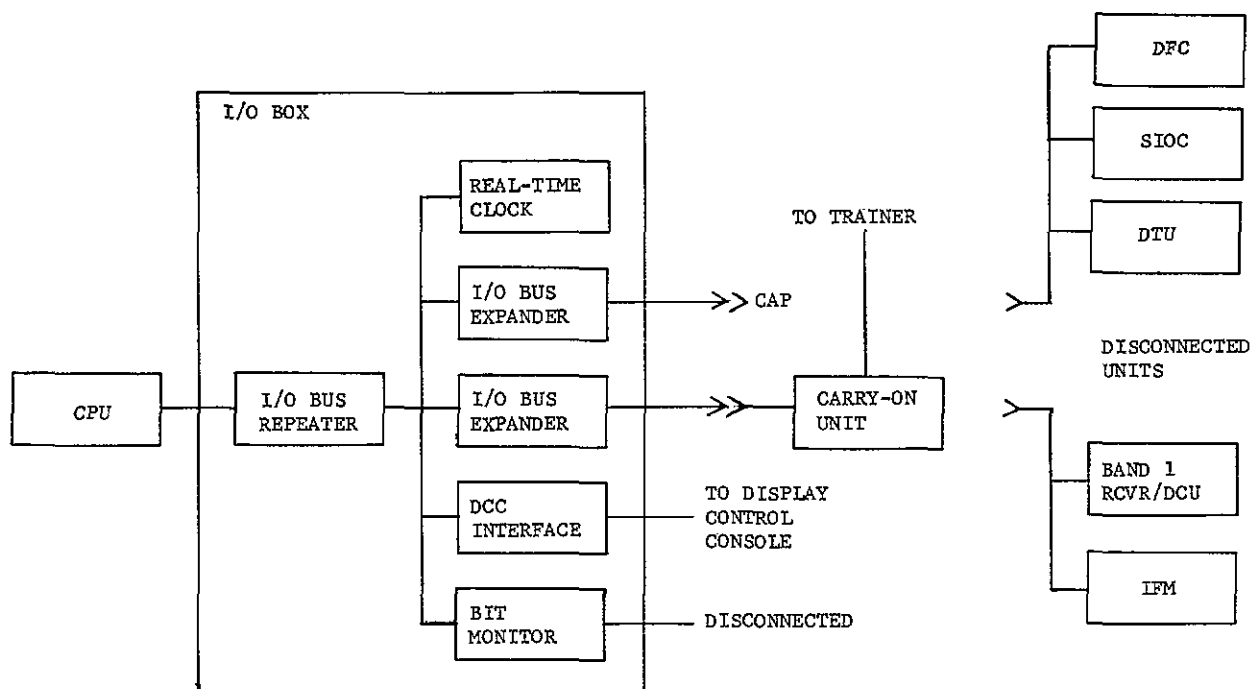 I/O BOX
REAL-TIME
CLOCK
I/O BUS
EXPANDER
CAP
CPU
I/O BUS
REPEATER
I/O BUS
EXPANDER
DCC
INTERFACE
TO DISPLAY
CONTROL
CONSOLE
BIT
MONITOR
DISCONNECTED
TO TRAINER
CARRY-ON
UNIT
DFC
SIOC
DTU
DISCONNECTED
UNITS
BAND 1
RCVR/DCU
IFM